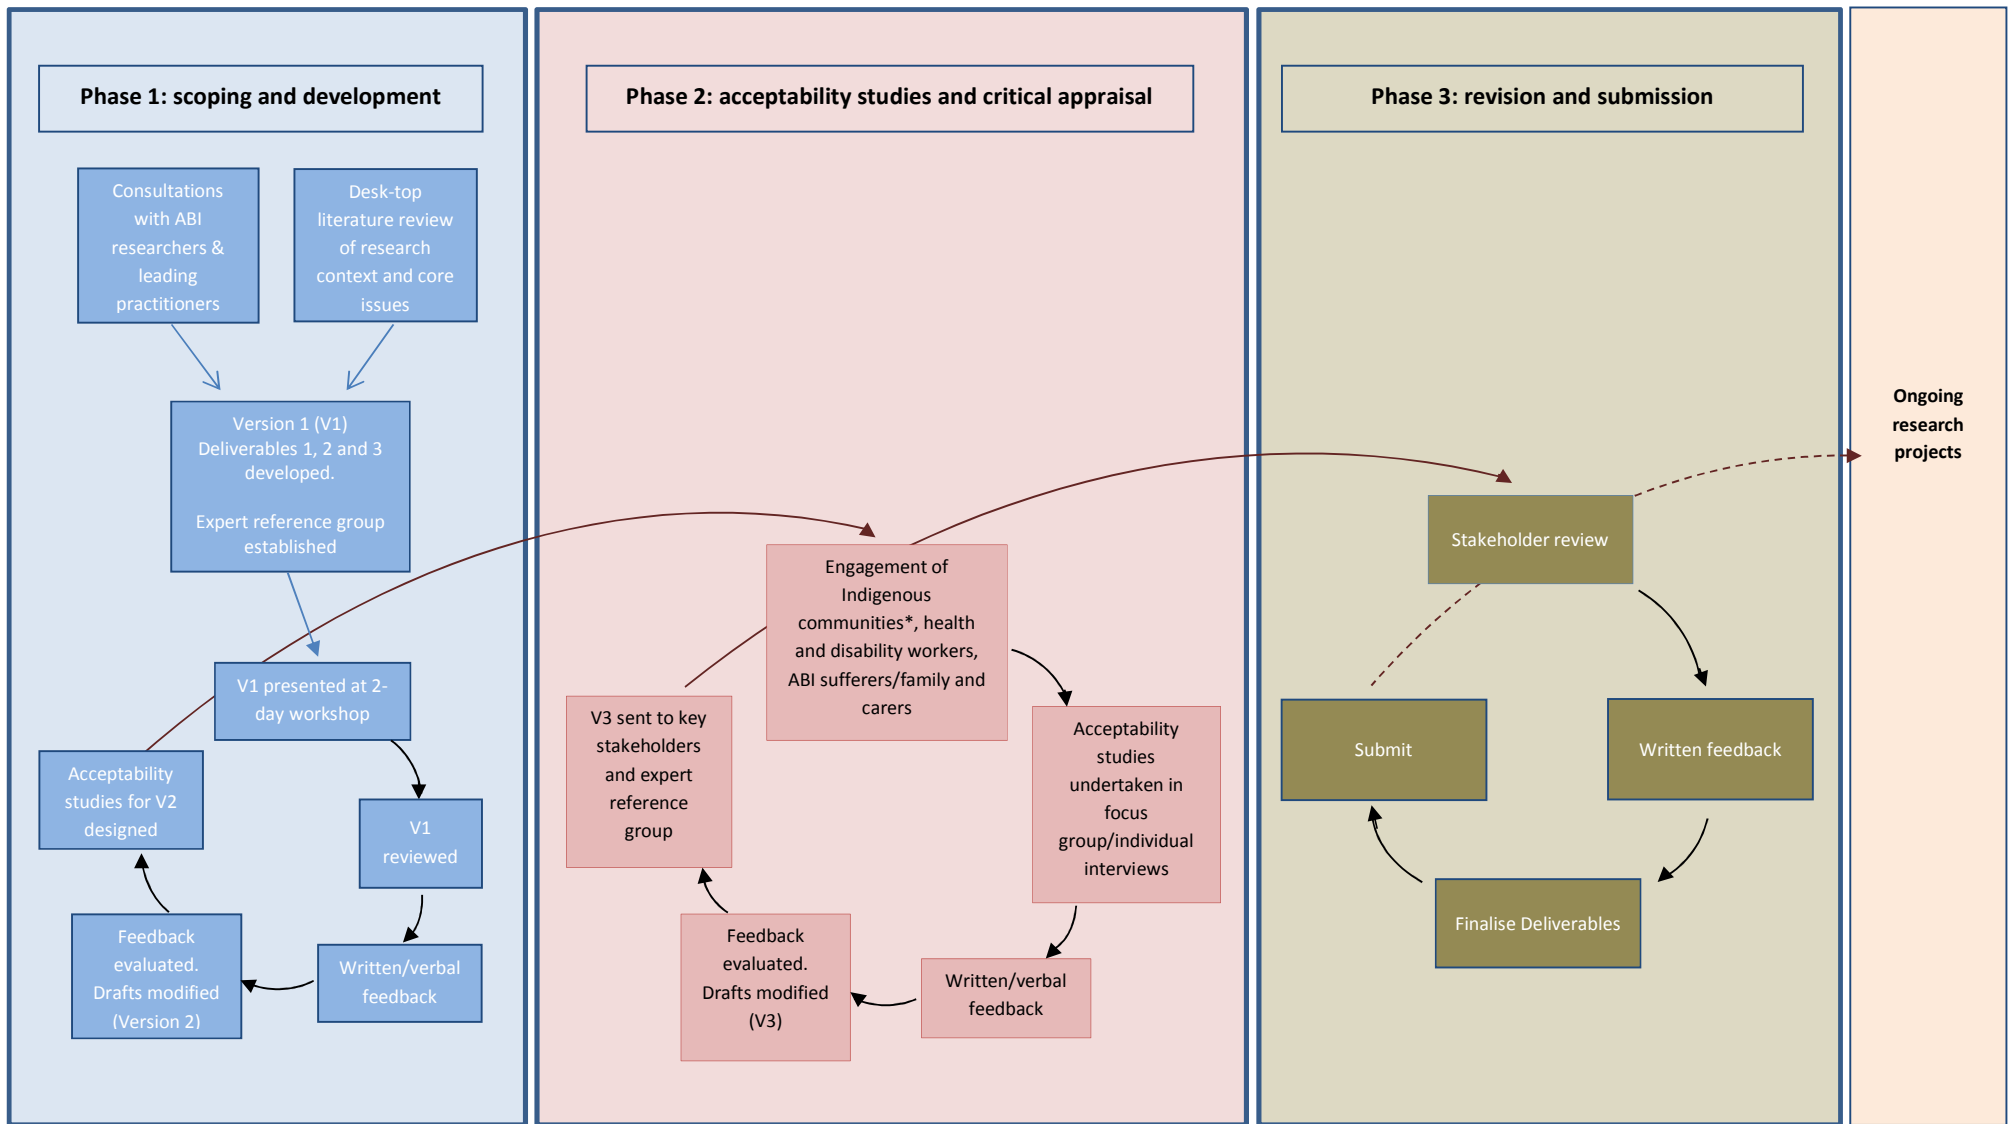 Phase 1: scoping and development
Consultations
with ABI
researchers &
leading
practitioners
Desk-top
literature review
of research
context and core
issues
Version 1 (V1)
Deliverables 1, 2 and 3
developed.
Expert reference group
established
V1 presented at 2-
day workshop
V1
reviewed
Written/verbal
feedback
Feedback
evaluated.
Drafts modified
(Version 2)
Acceptability
studies for V2
designed
Phase 2: acceptability studies and critical appraisal
Engagement of
Indigenous
communities*, health
and disability workers,
ABI sufferers/family and
carers
Acceptability
studies
undertaken in
focus
group/individual
interviews
Written/verbal
feedback
Feedback
evaluated.
Drafts modified
(V3)
V3 sent to key
stakeholders
and expert
reference
group
Phase 3: revision and submission
Stakeholder review
Written feedback
Finalise Deliverables
Submit
Ongoing
research
projects